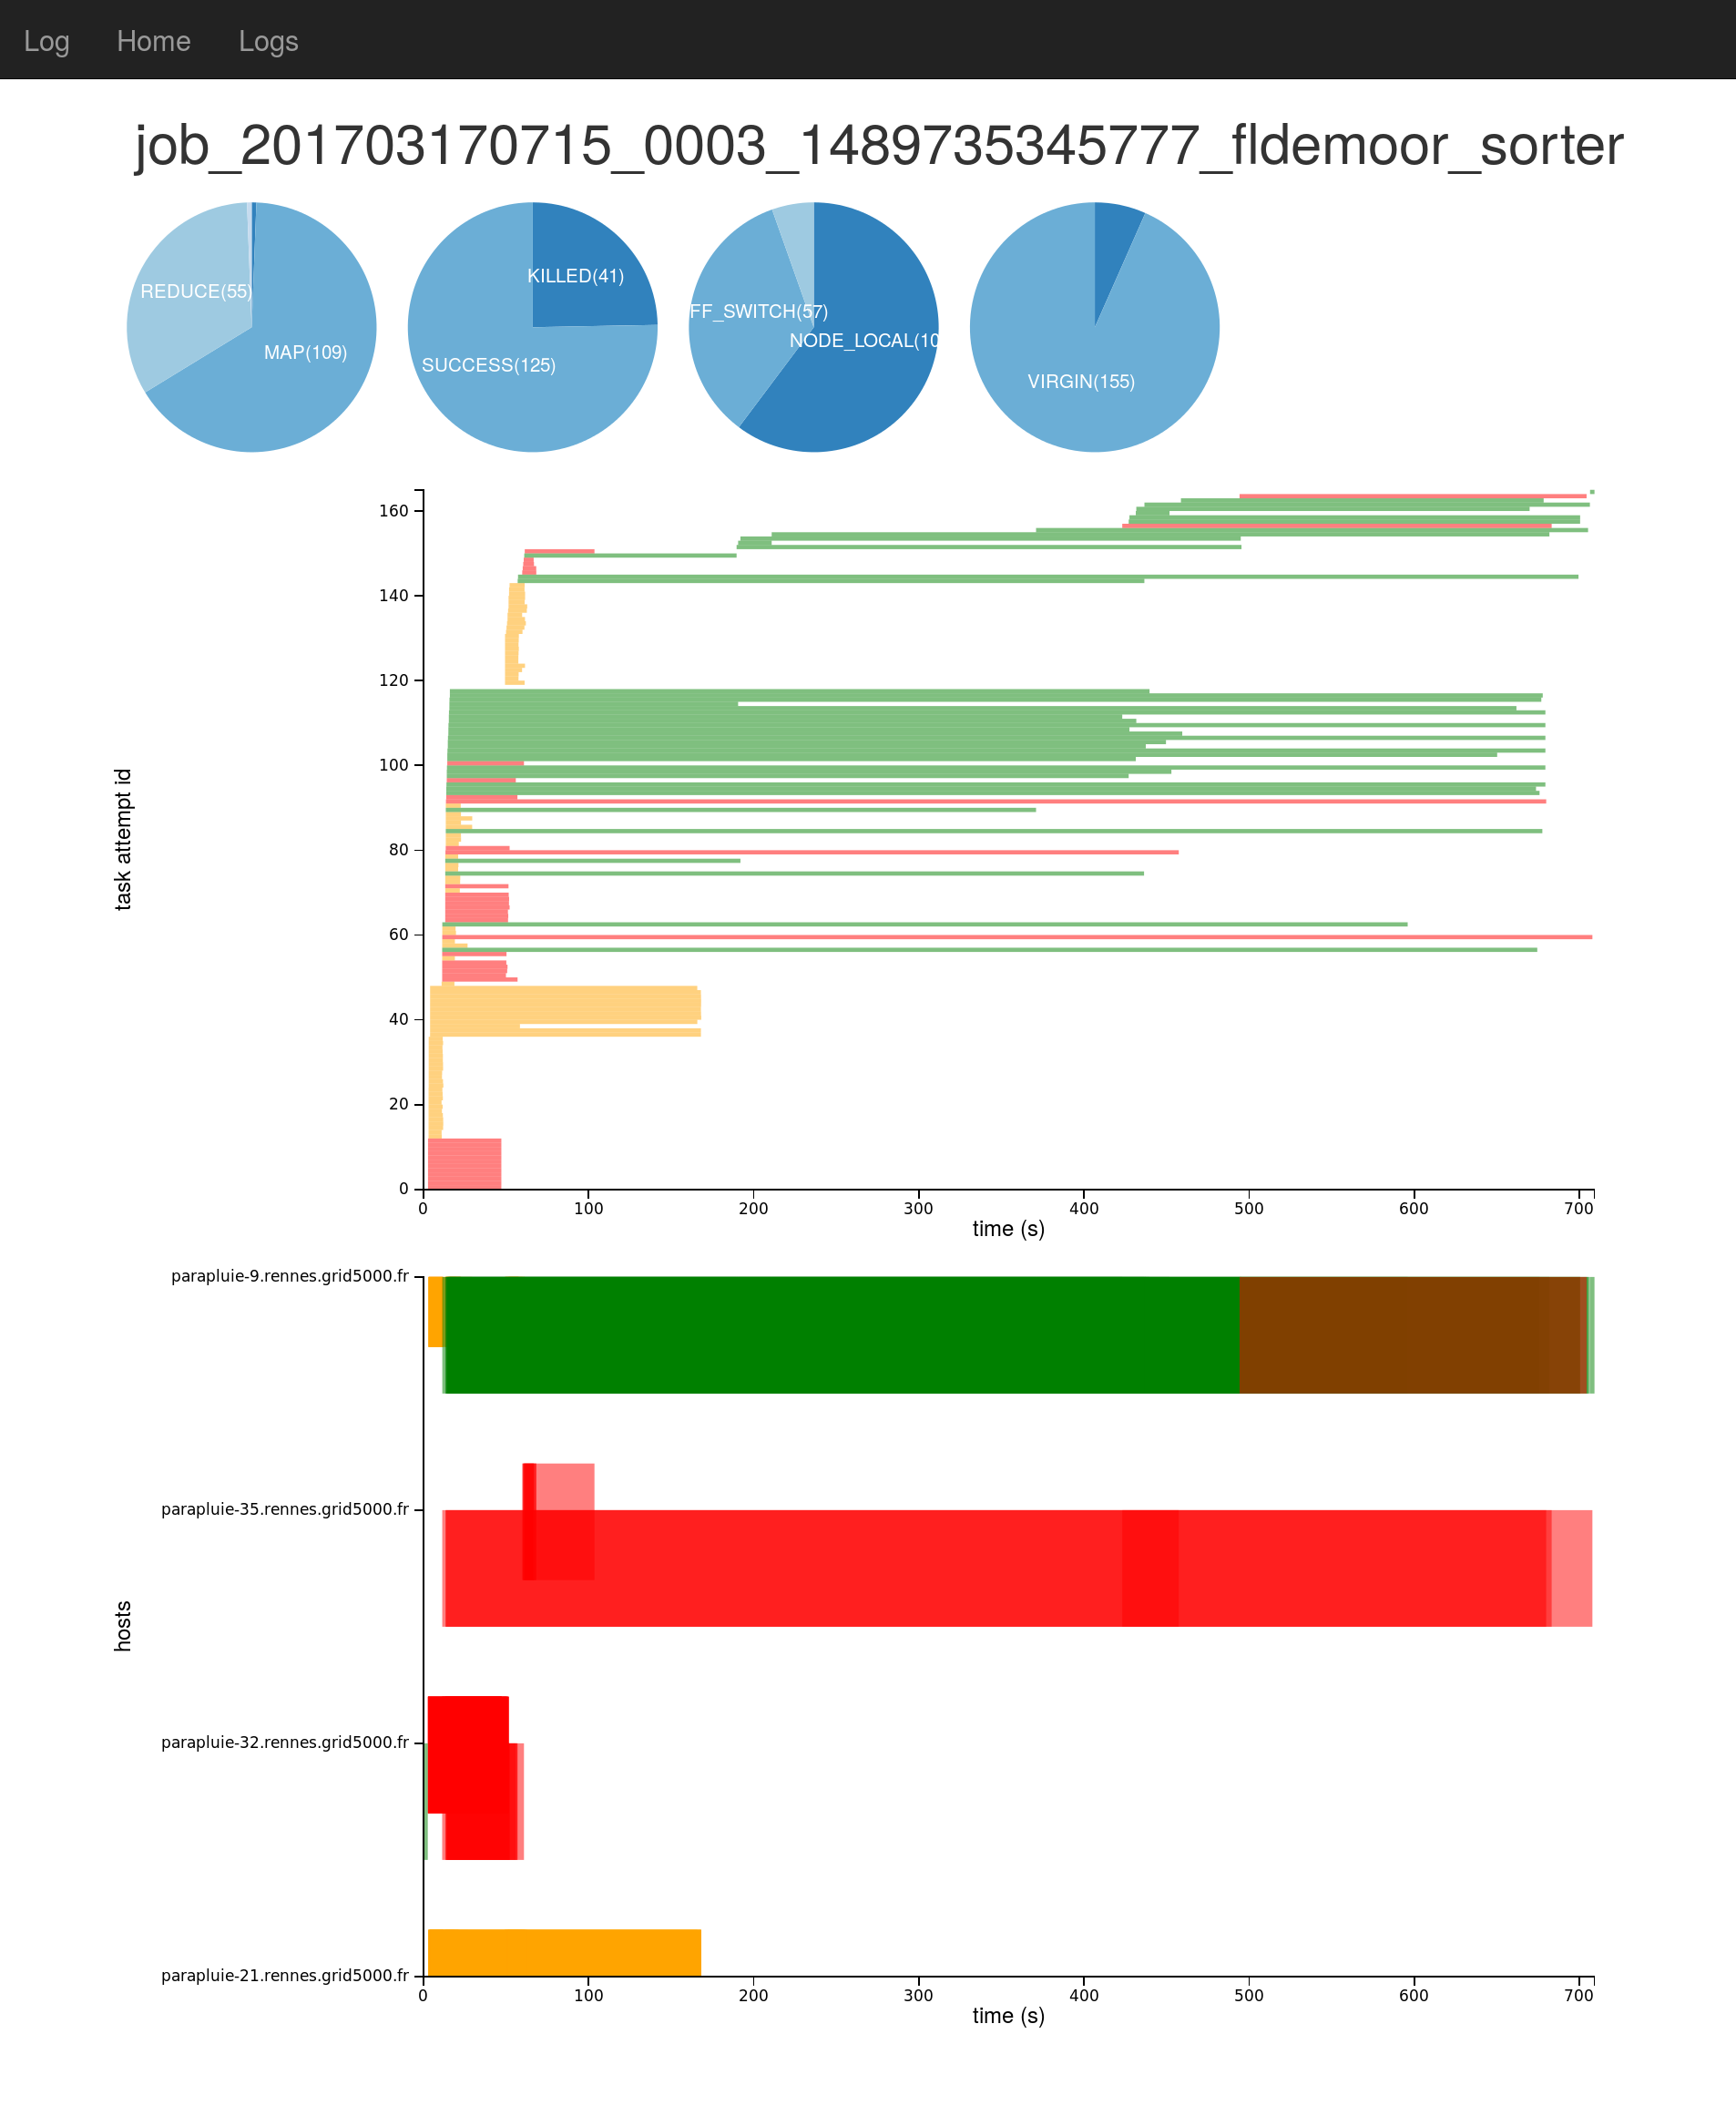 Log Home Logs
job_201703170715_0003_1489735345777_fldemoor_sorter
REDUCE(55)
MAP(109)
KILLED(41)
SUCCESS(125)
FF_SWITCH(57)
NODE_LOCAL(10
VIRGIN(155)
160
140
120
100
80
60
40
20
0
task attempt id
0 100 200 300 400 500 600 700
time (s)
parapluie-9.rennes.grid5000.fr
parapluie-35.rennes.grid5000.fr
parapluie-32.rennes.grid5000.fr
parapluie-21.rennes.grid5000.fr
hosts
0 100 200 300 400 500 600 700
time (s)